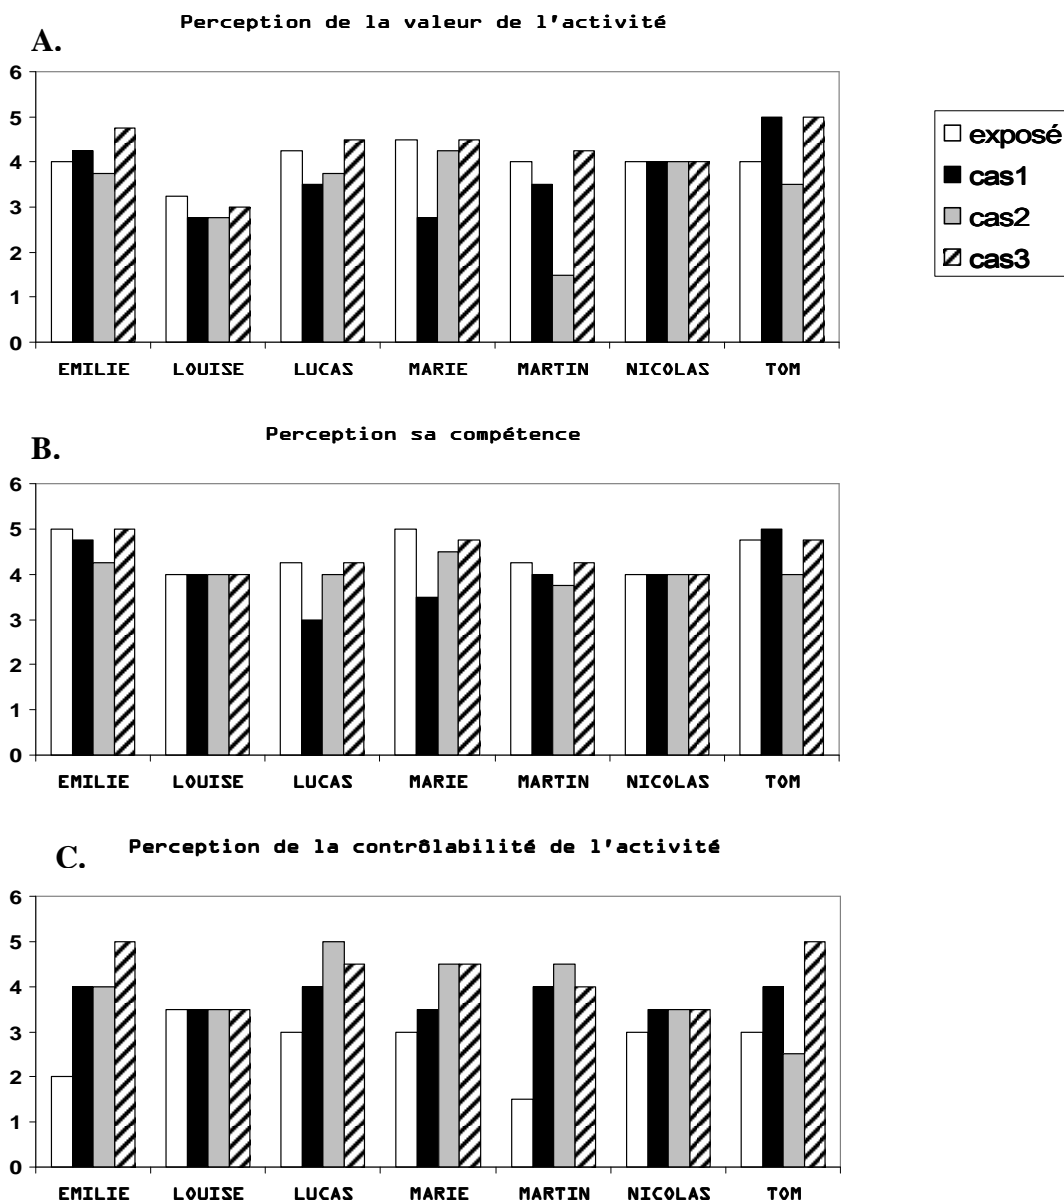 Perception de la valeur de l'activité
A.
6
5
4
3
2
1
0
EMILIE LOUISE LUCAS MARIE MARTIN NICOLAS TOM
exposé
cas1
cas2
cas3
Perception sa compétence
B.
6
5
4
3
2
1
0
EMILIE LOUISE LUCAS MARIE MARTIN NICOLAS TOM
Perception de la contrôlabilité de l'activité
C.
6
5
4
3
2
1
0
EMILIE LOUISE LUCAS MARIE MARTIN NICOLAS TOM